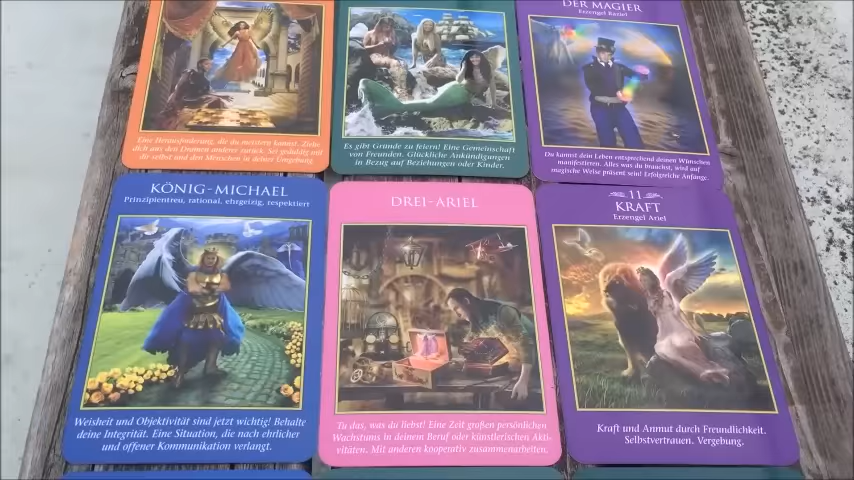 Eine Herausforderung, die du meistern kannst. Ziehe
dich aus den Dramen anderer zurück. Sei geduldig mit
dir selbst und den Menschen in deiner Umgebung.
Es gibt Gründe zu feiern! Eine Gemeinschaft
von Freunden. Glückliche Ankündigungen
in Bezug auf Beziehungen oder Kinder.
DER MAGIER
Erzengel Raziel
Du kannst dein Leben entsprechend deinen Wünschen
manifestieren. Alles was du brauchst, wird auf
magische Weise präsent sein! Erfolgreiche Anfänge.
KÖNIG-MICHAEL
Prinzipientreu, rational, ehrgeizig, respektiert
Weisheit und Objektivität sind jetzt wichtig! Behalte
deine Integrität. Eine Situation, die nach ehrlicher
und offener Kommunikation verlangt.
DREI-ARIEL
Tu das, was du liebst! Eine Zeit großen persönlichen
Wachstums in deinem Beruf oder künstlerischen Akti-
vitäten. Mit anderen kooperativ zusammenarbeiten.
11
KRAFT
Erzengel Ariel
Kraft und Anmut durch Freundlichkeit.
Selbstvertrauen. Vergebung.